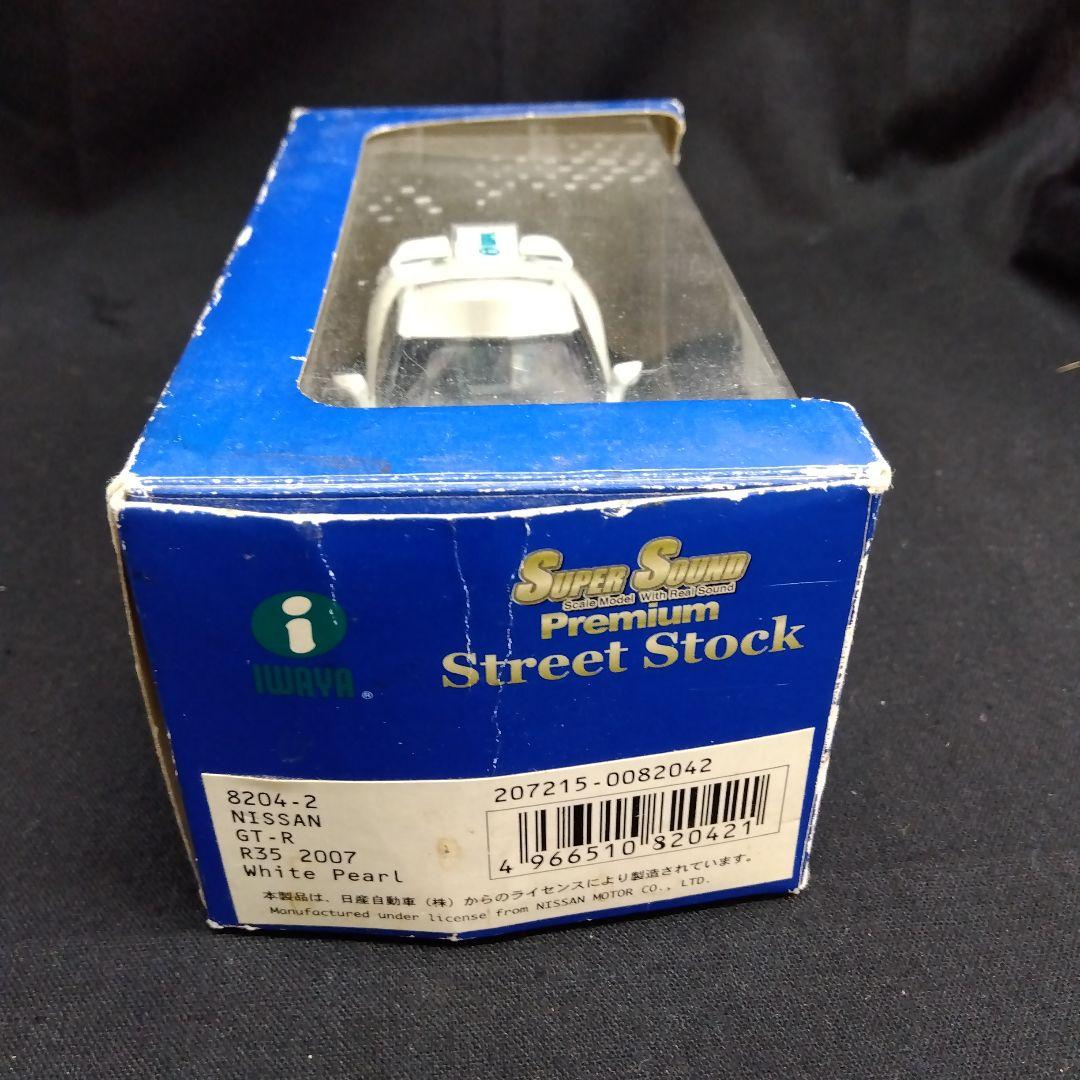 i
IWAYA ®
SUPER SOUND
Scale Model With Real Sound
Premium
Street Stock
8204-2
NISSAN
GT-R
R35 2007
White Pearl
207215-0082042
4 966510 820421
本製品は、日産自動車（株）からのライセンスにより製造されています。
Manufactured under license from NISSAN MOTOR CO., LTD.